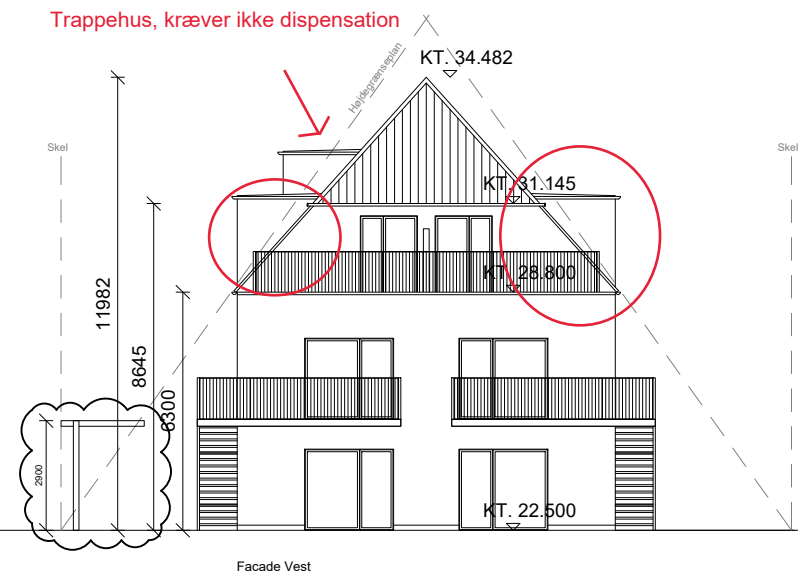 Trappehus, kræver ikke dispensation
KT. 34.482
Højdegrænseplan
Skel
Skel
KT. 31.145
KT. 28.800
11982
8645
6300
2900
KT. 22.500
Facade Vest